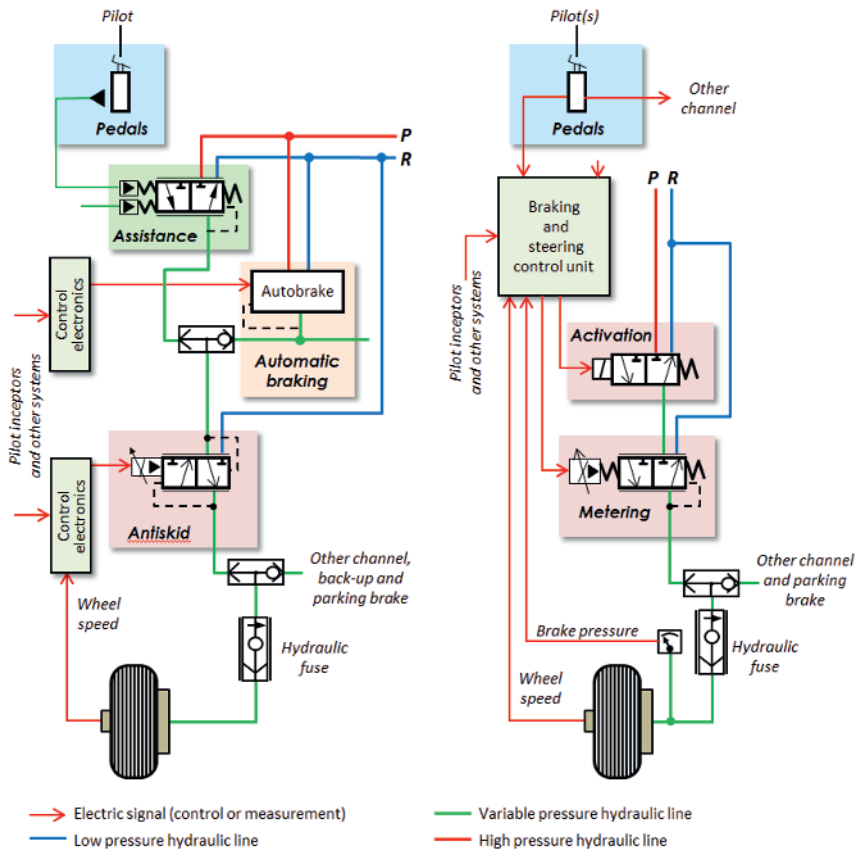 Pilot
Pedals
P
R
Assistance
Control
electronics
Autobrake
Automatic
braking
Pilot inceptors
and other systems
Control
electronics
Antiskid
Other channel,
back-up and
parking brake
Wheel
speed
Hydraulic
fuse
Pilot(s)
Other
channel
Pedals
P R
Braking
and
steering
control unit
Pilot inceptors
and other systems
Activation
Metering
Other channel
and parking
brake
Brake pressure
Hydraulic
fuse
Wheel
speed
Electric signal (control or measurement)
Variable pressure hydraulic line
Low pressure hydraulic line
High pressure hydraulic line